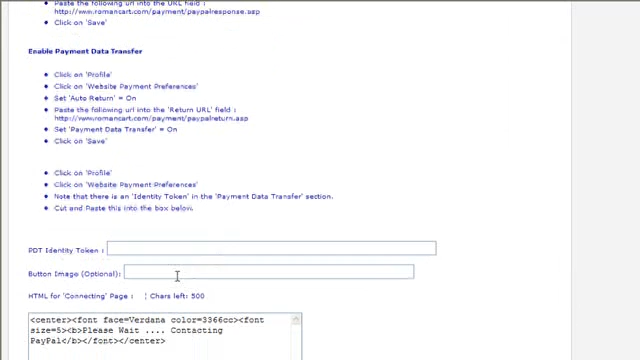 Paste the following url into the URL field :
http://www.romancart.com/payment/paypalresponse.asp
Click on 'Save'
Enable Payment Data Transfer
Click on 'Profile'
Click on 'Website Payment Preferences'
Set 'Auto Return' = On
Paste the following url into the 'Return URL' field :
http://www.romancart.com/payment/paypalreturn.asp
Set 'Payment Data Transfer' = On
Click on 'Save'
Click on 'Profile'
Click on 'Website Payment Preferences'
Note that there is an 'Identity Token' in the 'Payment Data Transfer' section.
Cut and Paste this into the box below.
PDT Identity Token :
Button Image (Optional):
HTML for 'Connecting' Page : ¦ Chars left: 500
<center><font face=Verdana color=3366cc><font
size=5><b>Please Wait .... Contacting
PayPal</b></font></center>